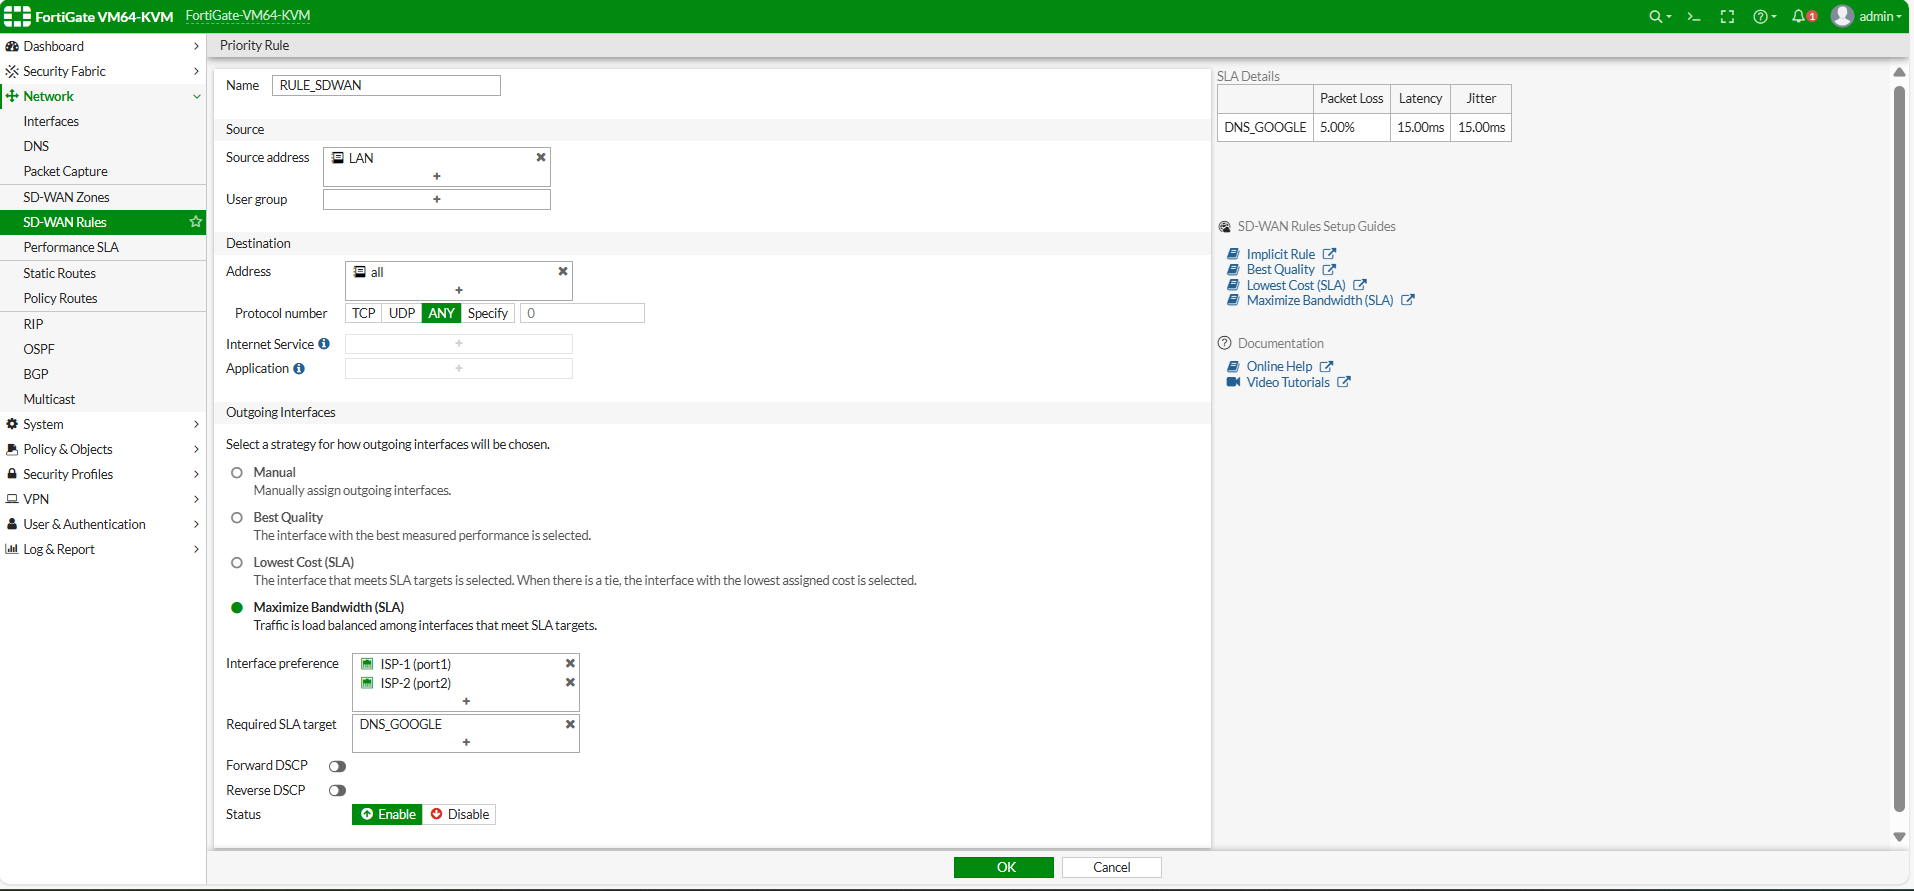 FortiGate VM64-KVM FortiGate-VM64-KVM
1 admin
Dashboard
Security Fabric
Network
Interfaces
DNS
Packet Capture
SD-WAN Zones
SD-WAN Rules
Performance SLA
Static Routes
Policy Routes
RIP
OSPF
BGP
Multicast
System
Policy & Objects
Security Profiles
VPN
User & Authentication
Log & Report
Priority Rule
Name RULE_SDWAN
Source
Source address LAN
+
User group +
Destination
Address all
+
Protocol number TCP UDP ANY Specify 0
Internet Service +
Application +
Outgoing Interfaces
Select a strategy for how outgoing interfaces will be chosen.
Manual
Manually assign outgoing interfaces.
Best Quality
The interface with the best measured performance is selected.
Lowest Cost (SLA)
The interface that meets SLA targets is selected. When there is a tie, the interface with the lowest assigned cost is selected.
Maximize Bandwidth (SLA)
Traffic is load balanced among interfaces that meet SLA targets.
Interface preference ISP-1 (port1)
ISP-2 (port2)
+
Required SLA target DNS_GOOGLE
+
Forward DSCP
Reverse DSCP
Status Enable Disable
OK Cancel
SLA Details
Packet Loss Latency Jitter
DNS_GOOGLE 5.00% 15.00ms 15.00ms
SD-WAN Rules Setup Guides
Implicit Rule
Best Quality
Lowest Cost (SLA)
Maximize Bandwidth (SLA)
Documentation
Online Help
Video Tutorials